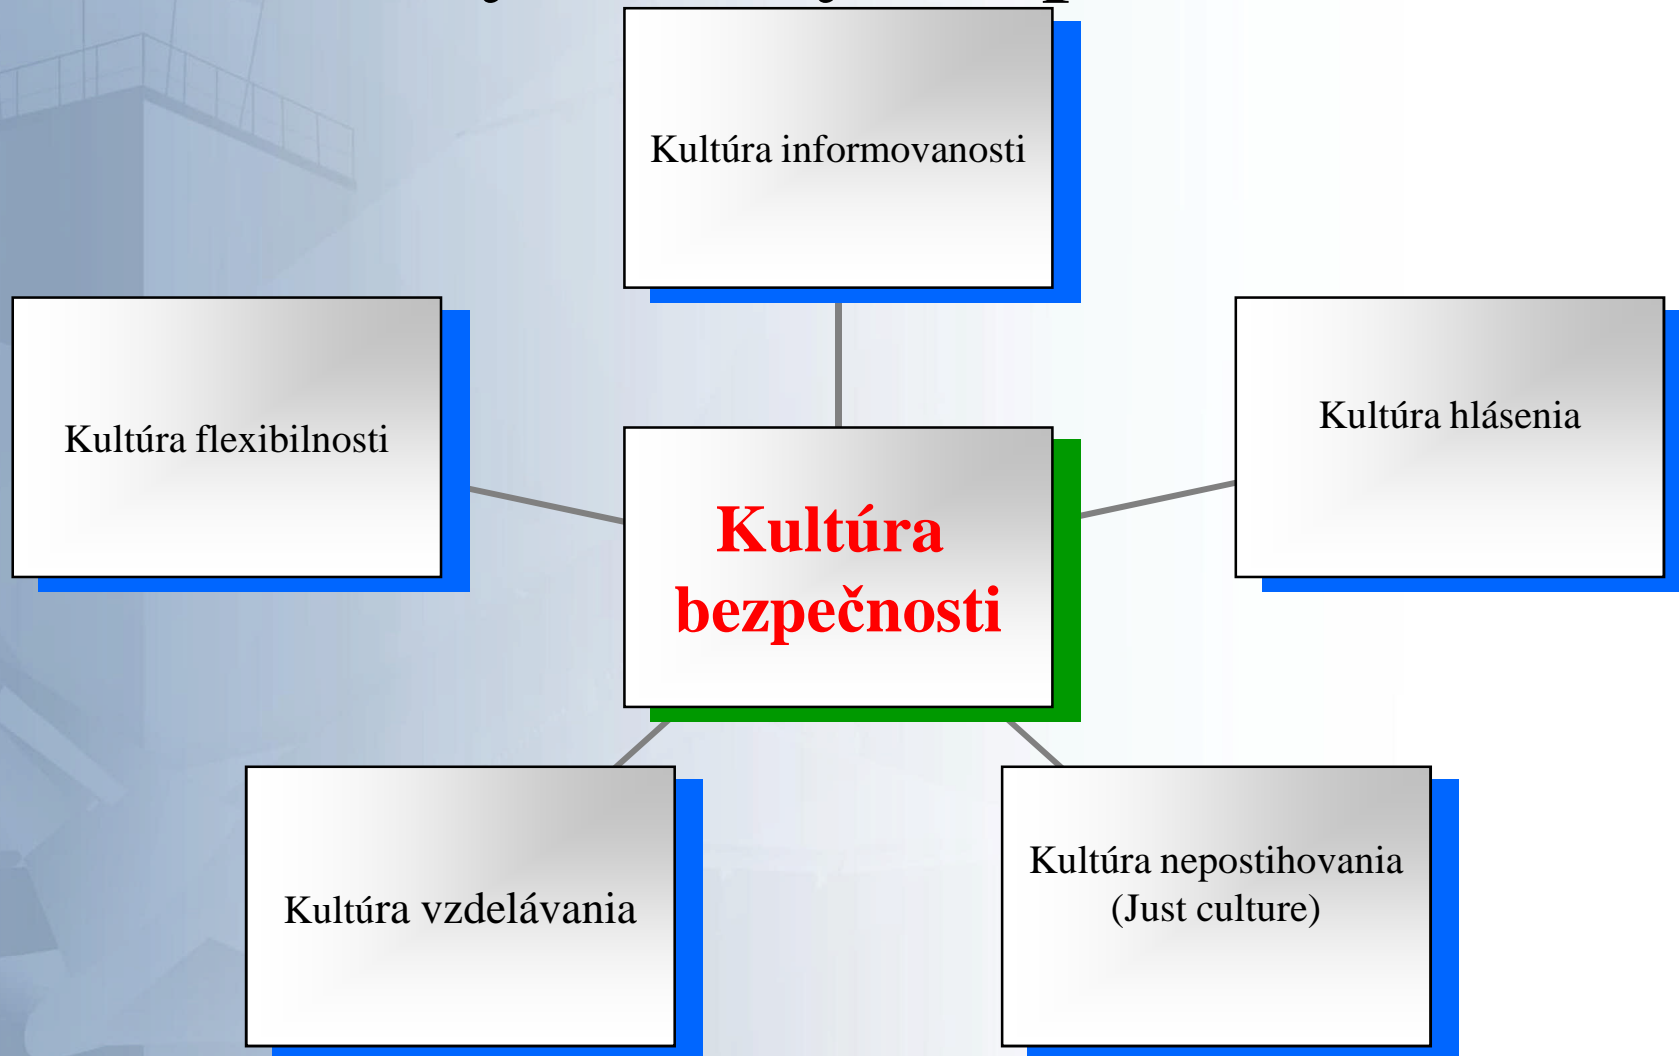 Kultúra informovanosti
Kultúra flexibilnosti
Kultúra hlásenia
Kultúra
bezpečnosti
Kultúra vzdelávania
Kultúra nepostihovania
(Just culture)